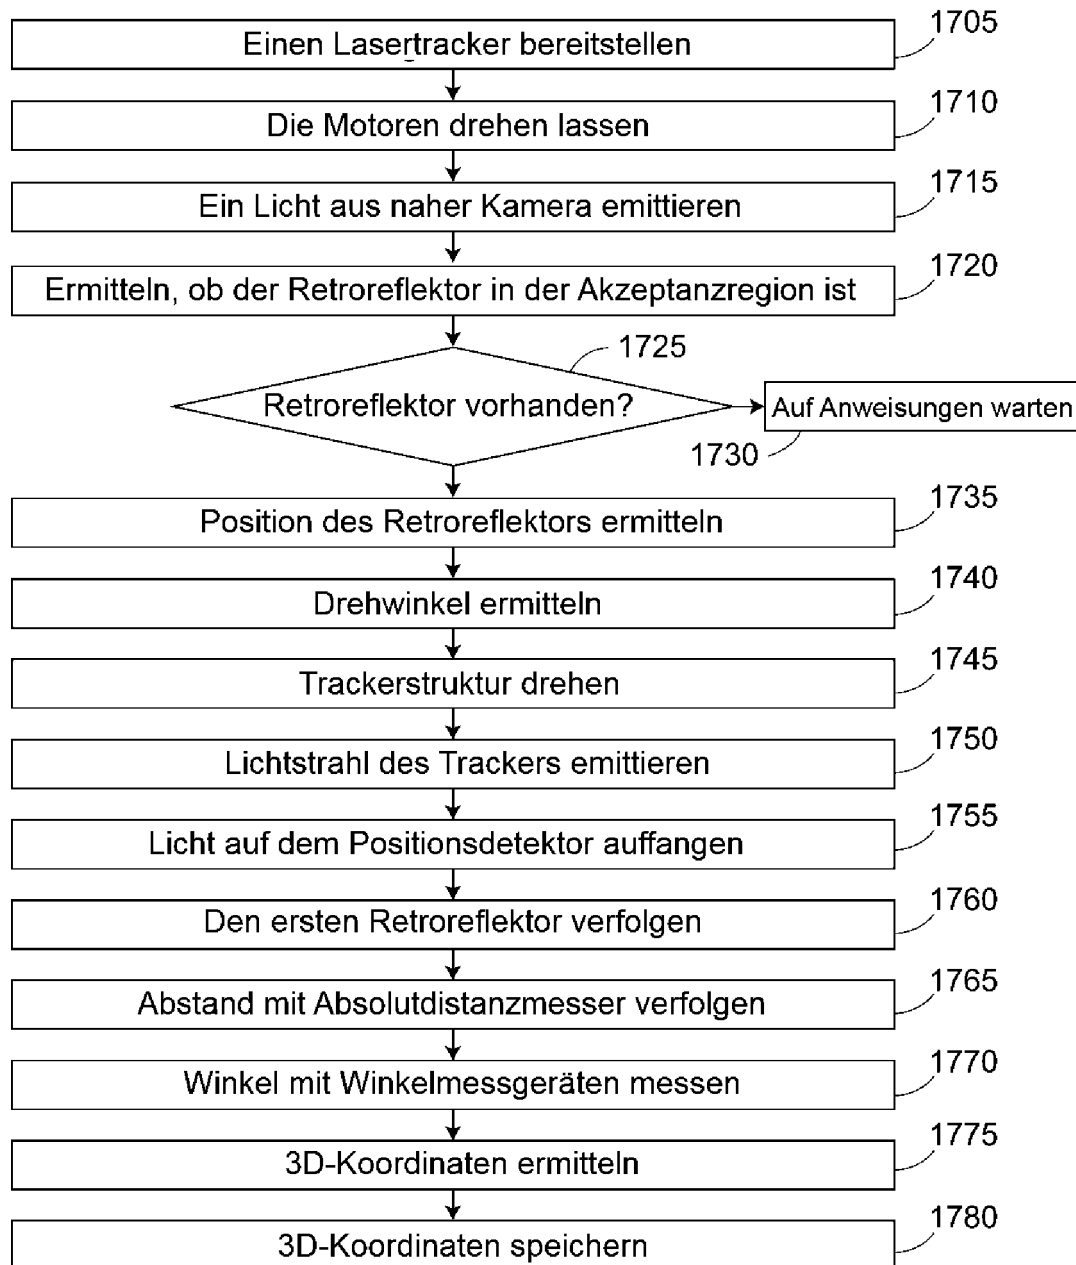 1705
Einen Lasertracker bereitstellen
1710
Die Motoren drehen lassen
1715
Ein Licht aus naher Kamera emittieren
1720
Ermitteln, ob der Retroreflektor in der Akzeptanzregion ist
1725
Retroreflektor vorhanden?
Auf Anweisungen warten
1730
1735
Position des Retroreflektors ermitteln
1740
Drehwinkel ermitteln
1745
Trackerstruktur drehen
1750
Lichtstrahl des Trackers emittieren
1755
Licht auf dem Positionsdetektor auffangen
1760
Den ersten Retroreflektor verfolgen
1765
Abstand mit Absolutdistanzmesser verfolgen
1770
Winkel mit Winkelmessgeräten messen
1775
3D-Koordinaten ermitteln
1780
3D-Koordinaten speichern